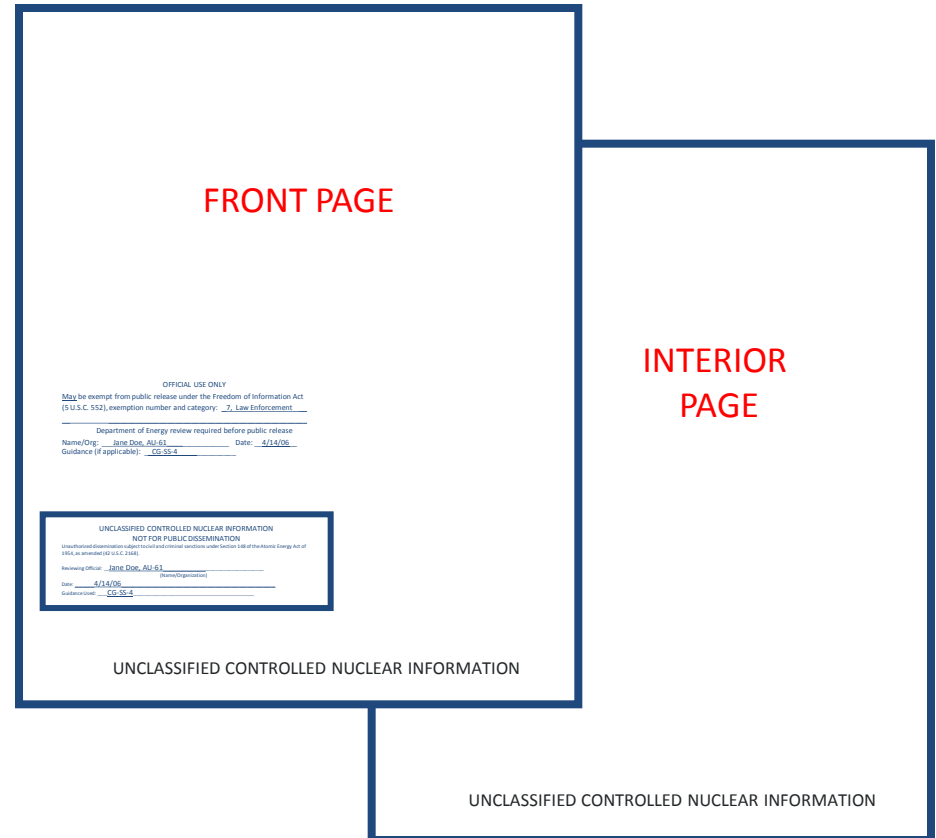 FRONT PAGE
OFFICIAL USE ONLY
May be exempt from public release under the Freedom of Information Act
(5 U.S.C. 552), exemption number and category: 7, Law Enforcement
Department of Energy review required before public release
Name/Org: Jane Doe, AU-61 Date: 4/14/06
Guidance (if applicable): CG-SS-4
UNCLASSIFIED CONTROLLED NUCLEAR INFORMATION
NOT FOR PUBLIC DISSEMINATION
Unauthorized dissemination subject to civil and criminal sanctions under Section 148 of the Atomic Energy Act of
1954, as amended (42 U.S.C. 2168).
Reviewing Official: Jane Doe, AU-61
(Name/Organization)
Date: 4/14/06
Guidance Used: CG-SS-4
UNCLASSIFIED CONTROLLED NUCLEAR INFORMATION
INTERIOR
PAGE
UNCLASSIFIED CONTROLLED NUCLEAR INFORMATION